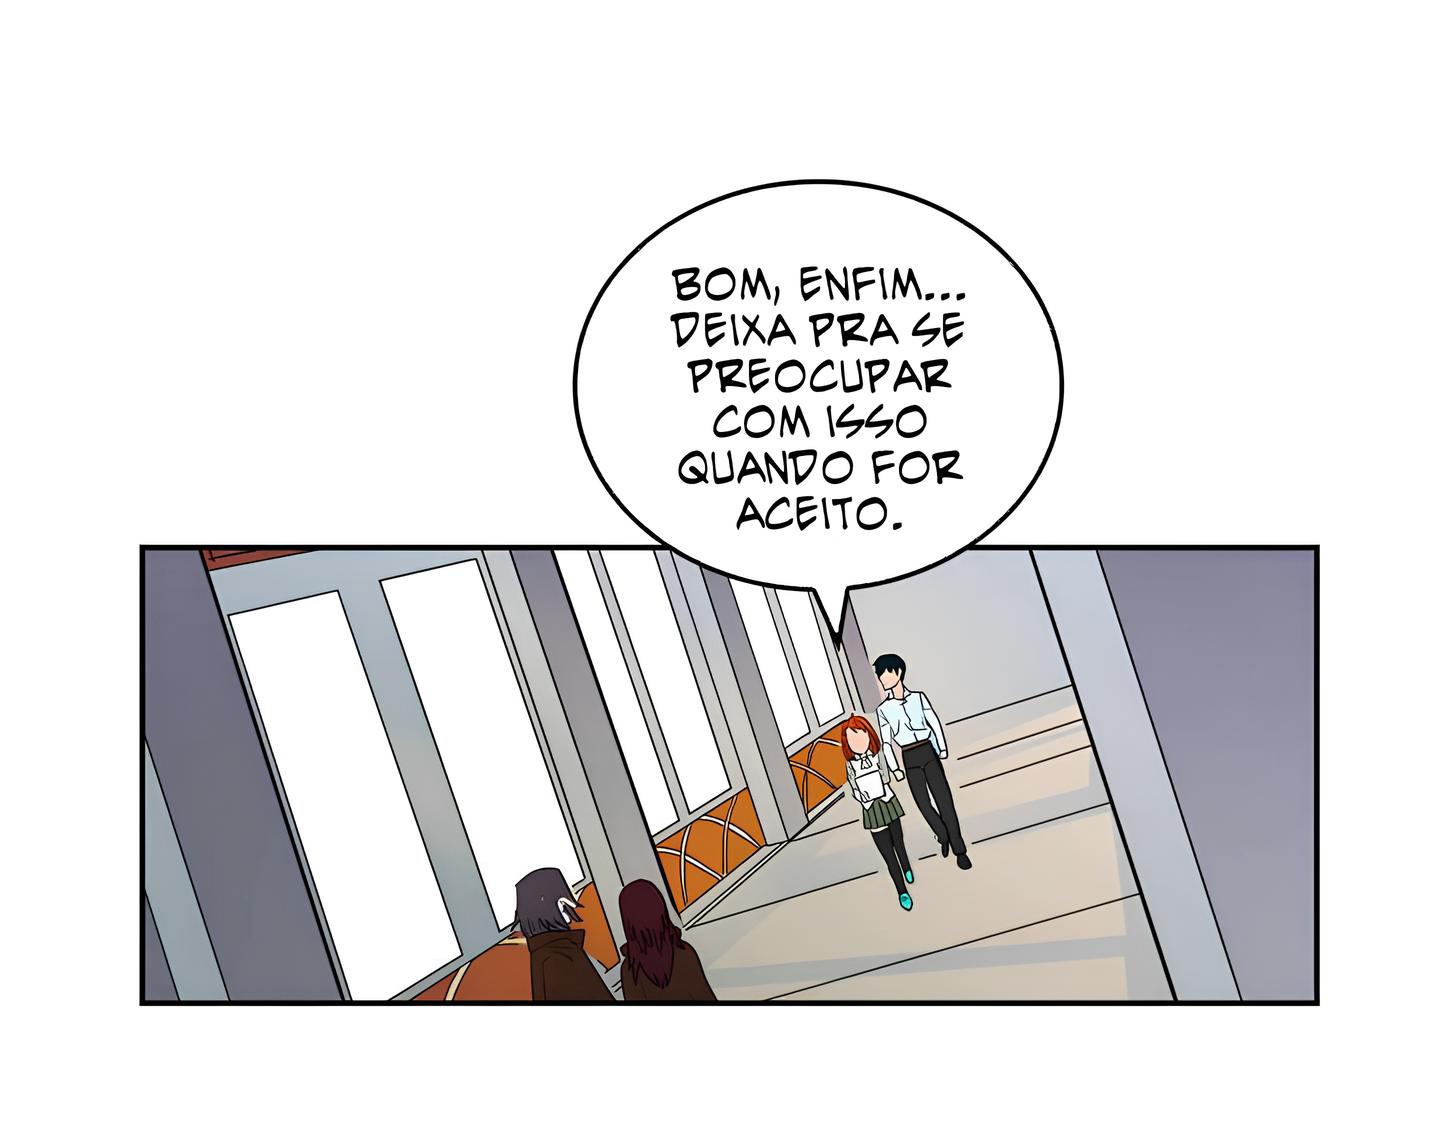 BOM, ENFIM...
DEIXA PRA SE
PREOCUPAR
COM ISSO
QUANDO FOR
ACEITO.